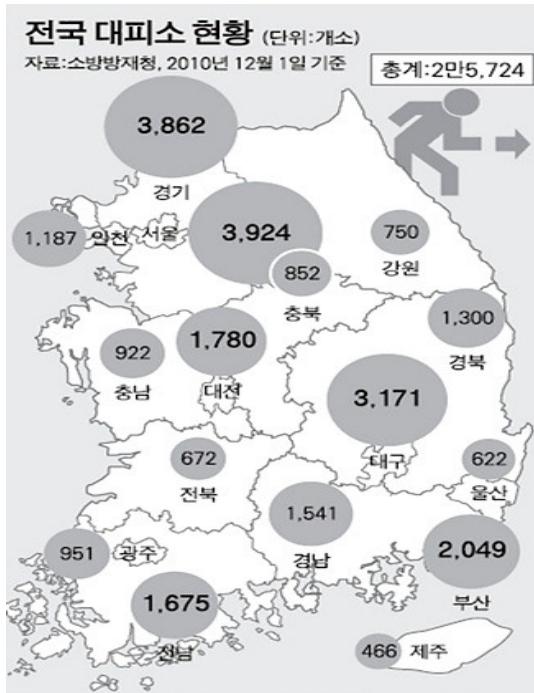 전국 대피소 현황 (단위:개소)
자료:소방방재청, 2010년 12월 1일 기준
총계:2만5,724
3,862
경기
1,187 인천 서울 3,924
750
강원
852
충북
922
충남
1,780
대전
1,300
경북
3,171
대구
672
전북
622
울산
1,541
경남
951 광주
2,049
부산
1,675
전남
466 제주